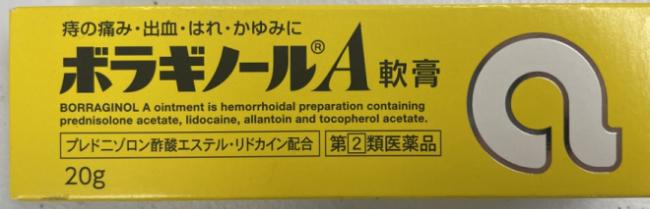 痔の痛み・出血・はれ・かゆみに
ボラギノール®A軟膏
BORRAGINOL A ointment is hemorrhoidal preparation containing
prednisolone acetate, lidocaine, allantoin and tocopherol acetate.
プレドニゾロン酢酸エステル・リドカイン配合 第②類医薬品
20g